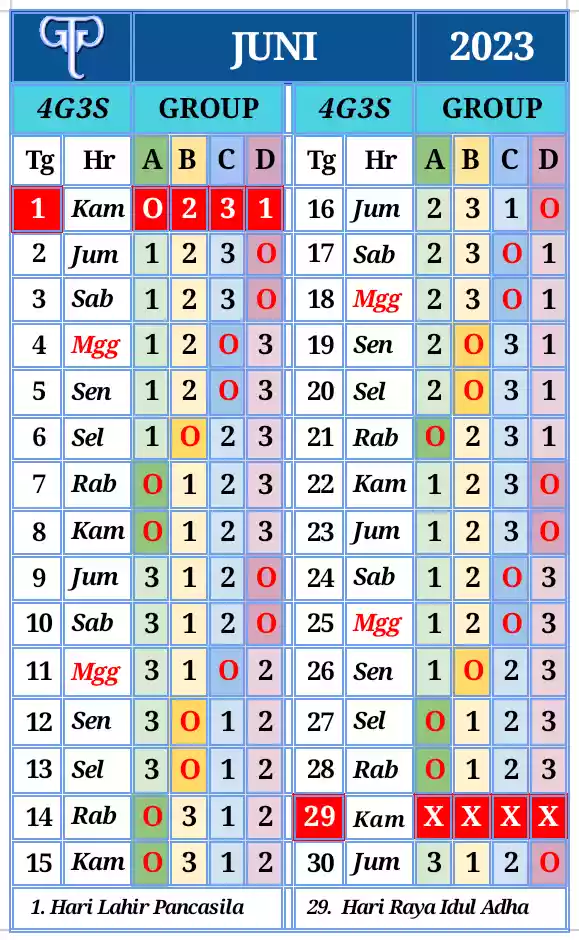 JUNI 2023
4G3S GROUP 4G3S GROUP
Tg Hr A B C D Tg Hr A B C D
1 Kam O 2 3 1 16 Jum 2 3 1 O
2 Jum 1 2 3 O 17 Sab 2 3 O 1
3 Sab 1 2 3 O 18 Mgg 2 3 O 1
4 Mgg 1 2 O 3 19 Sen 2 O 3 1
5 Sen 1 2 O 3 20 Sel 2 O 3 1
6 Sel 1 O 2 3 21 Rab O 2 3 1
7 Rab O 1 2 3 22 Kam 1 2 3 O
8 Kam O 1 2 3 23 Jum 1 2 3 O
9 Jum 3 1 2 O 24 Sab 1 2 O 3
10 Sab 3 1 2 O 25 Mgg 1 2 O 3
11 Mgg 3 1 O 2 26 Sen 1 O 2 3
12 Sen 3 O 1 2 27 Sel O 1 2 3
13 Sel 3 O 1 2 28 Rab O 1 2 3
14 Rab O 3 1 2 29 Kam X X X X
15 Kam O 3 1 2 30 Jum 3 1 2 O
1. Hari Lahir Pancasila 29. Hari Raya Idul Adha